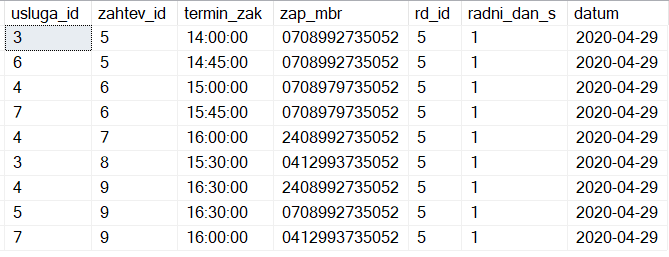 usluga_id zahtev_id termin_zak zap_mbr rd_id radni_dan_s datum
3 5 14:00:00 0708992735052 5 1 2020-04-29
6 5 14:45:00 0708992735052 5 1 2020-04-29
4 6 15:00:00 0708979735052 5 1 2020-04-29
7 6 15:45:00 0708979735052 5 1 2020-04-29
4 7 16:00:00 2408992735052 5 1 2020-04-29
3 8 15:30:00 0412993735052 5 1 2020-04-29
4 9 16:30:00 2408992735052 5 1 2020-04-29
5 9 16:30:00 0708992735052 5 1 2020-04-29
7 9 16:00:00 0412993735052 5 1 2020-04-29